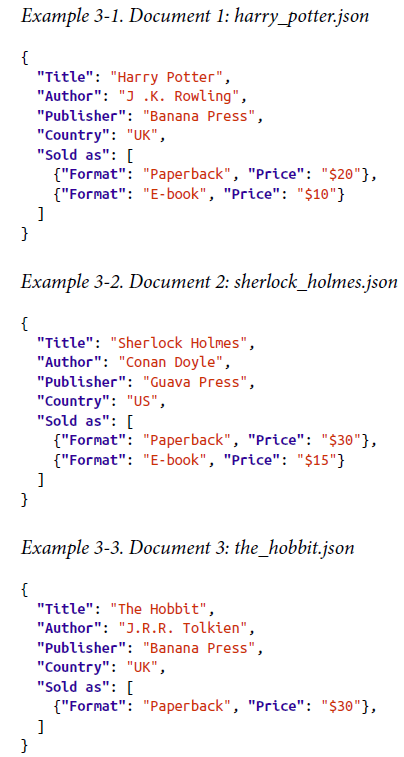 Example 3-1. Document 1: harry_potter.json
{
  "Title": "Harry Potter",
  "Author": "J .K. Rowling",
  "Publisher": "Banana Press",
  "Country": "UK",
  "Sold as": [
    {"Format": "Paperback", "Price": "$20"},
    {"Format": "E-book", "Price": "$10"}
  ]
}
Example 3-2. Document 2: sherlock_holmes.json
{
  "Title": "Sherlock Holmes",
  "Author": "Conan Doyle",
  "Publisher": "Guava Press",
  "Country": "US",
  "Sold as": [
    {"Format": "Paperback", "Price": "$30"},
    {"Format": "E-book", "Price": "$15"}
  ]
}
Example 3-3. Document 3: the_hobbit.json
{
  "Title": "The Hobbit",
  "Author": "J.R.R. Tolkien",
  "Publisher": "Banana Press",
  "Country": "UK",
  "Sold as": [
    {"Format": "Paperback", "Price": "$30"},
  ]
}